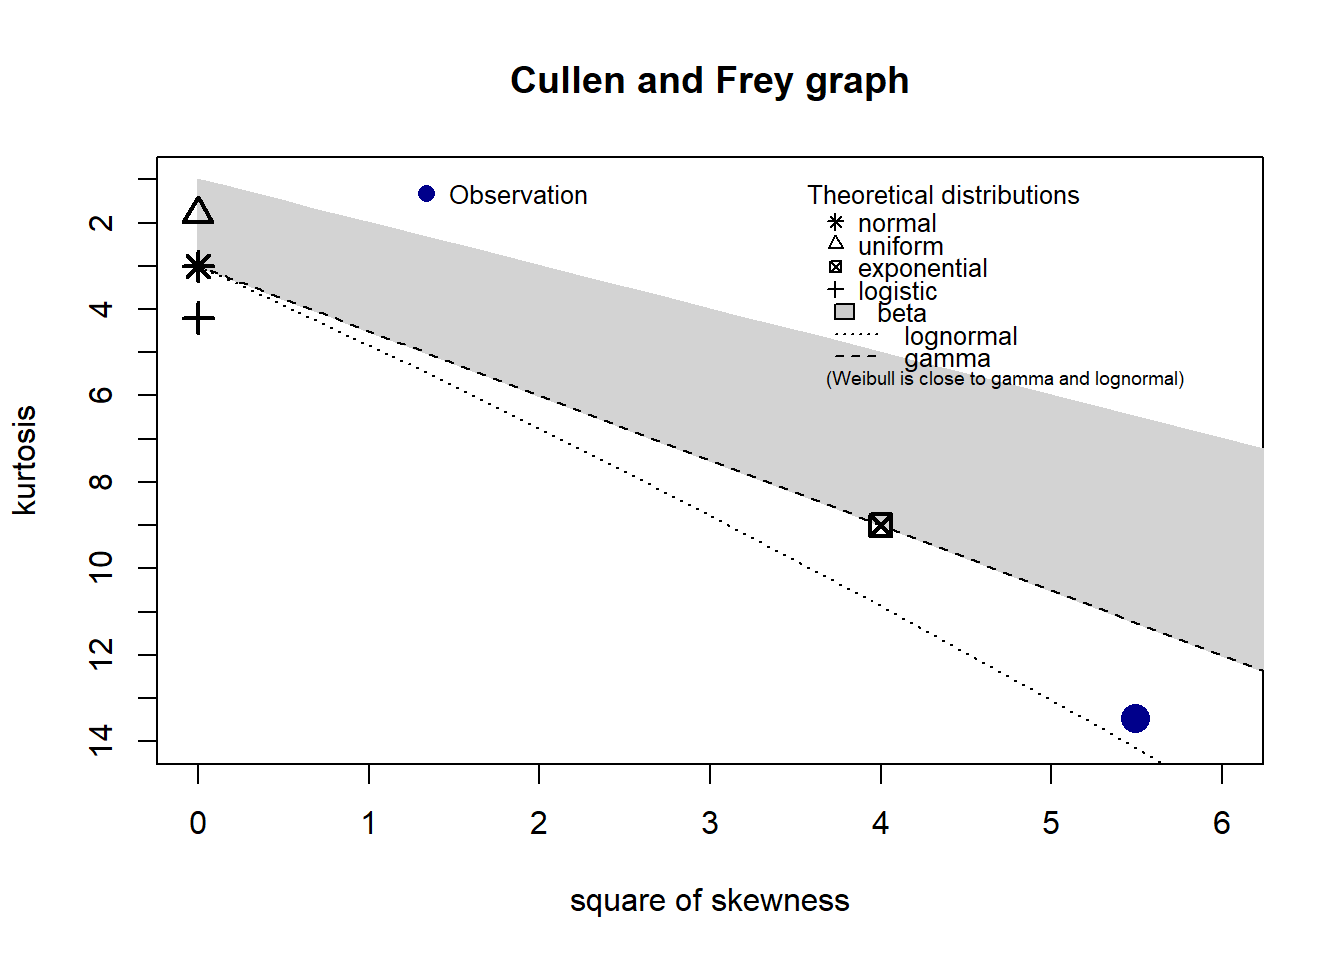 Cullen and Frey graph
Observation
Theoretical distributions
normal
uniform
exponential
logistic
beta
lognormal
gamma
(Weibull is close to gamma and lognormal)
kurtosis
2
4
6
8
10
12
14
0 1 2 3 4 5 6
square of skewness